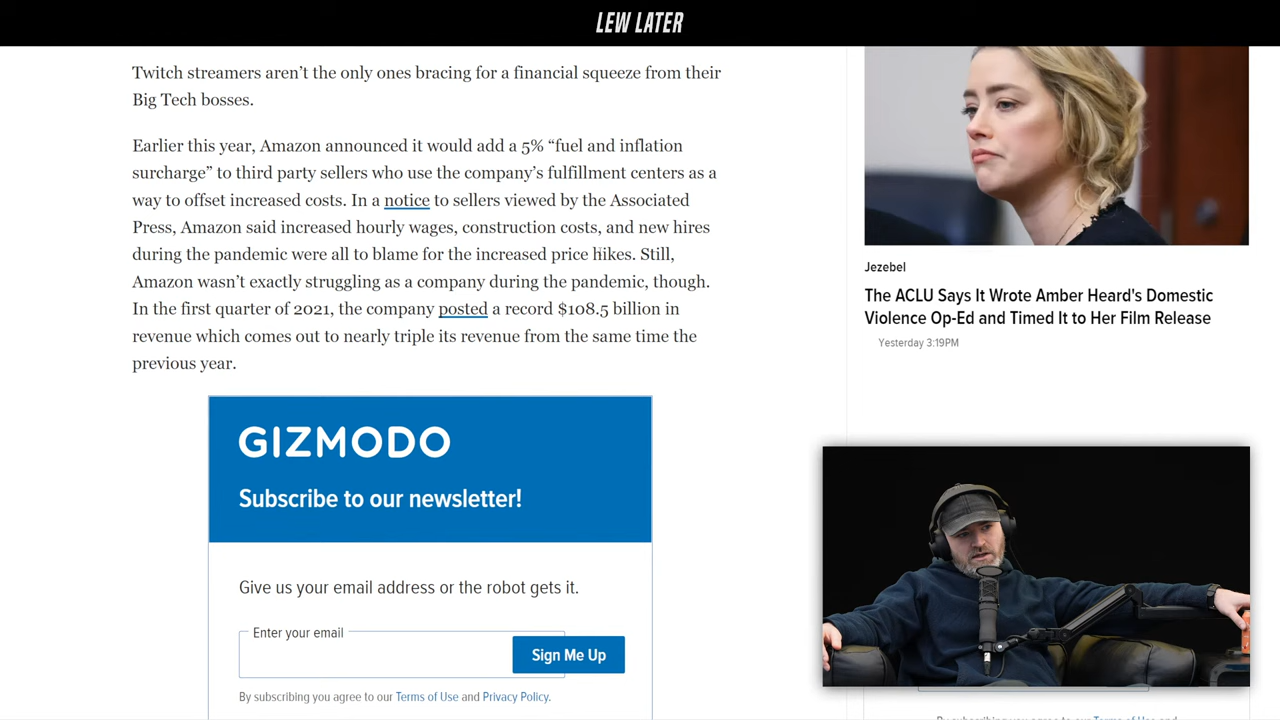 LEW LATER
Twitch streamers aren’t the only ones bracing for a financial squeeze from their
Big Tech bosses.
Earlier this year, Amazon announced it would add a 5% “fuel and inflation
surcharge” to third party sellers who use the company’s fulfillment centers as a
way to offset increased costs. In a notice to sellers viewed by the Associated
Press, Amazon said increased hourly wages, construction costs, and new hires
during the pandemic were all to blame for the increased price hikes. Still,
Amazon wasn’t exactly struggling as a company during the pandemic, though.
In the first quarter of 2021, the company posted a record $108.5 billion in
revenue which comes out to nearly triple its revenue from the same time the
previous year.
GIZMODO
Subscribe to our newsletter!
Give us your email address or the robot gets it.
Enter your email
Sign Me Up
By subscribing you agree to our Terms of Use and Privacy Policy.
Jezebel
The ACLU Says It Wrote Amber Heard's Domestic
Violence Op-Ed and Timed It to Her Film Release
Yesterday 3:19PM